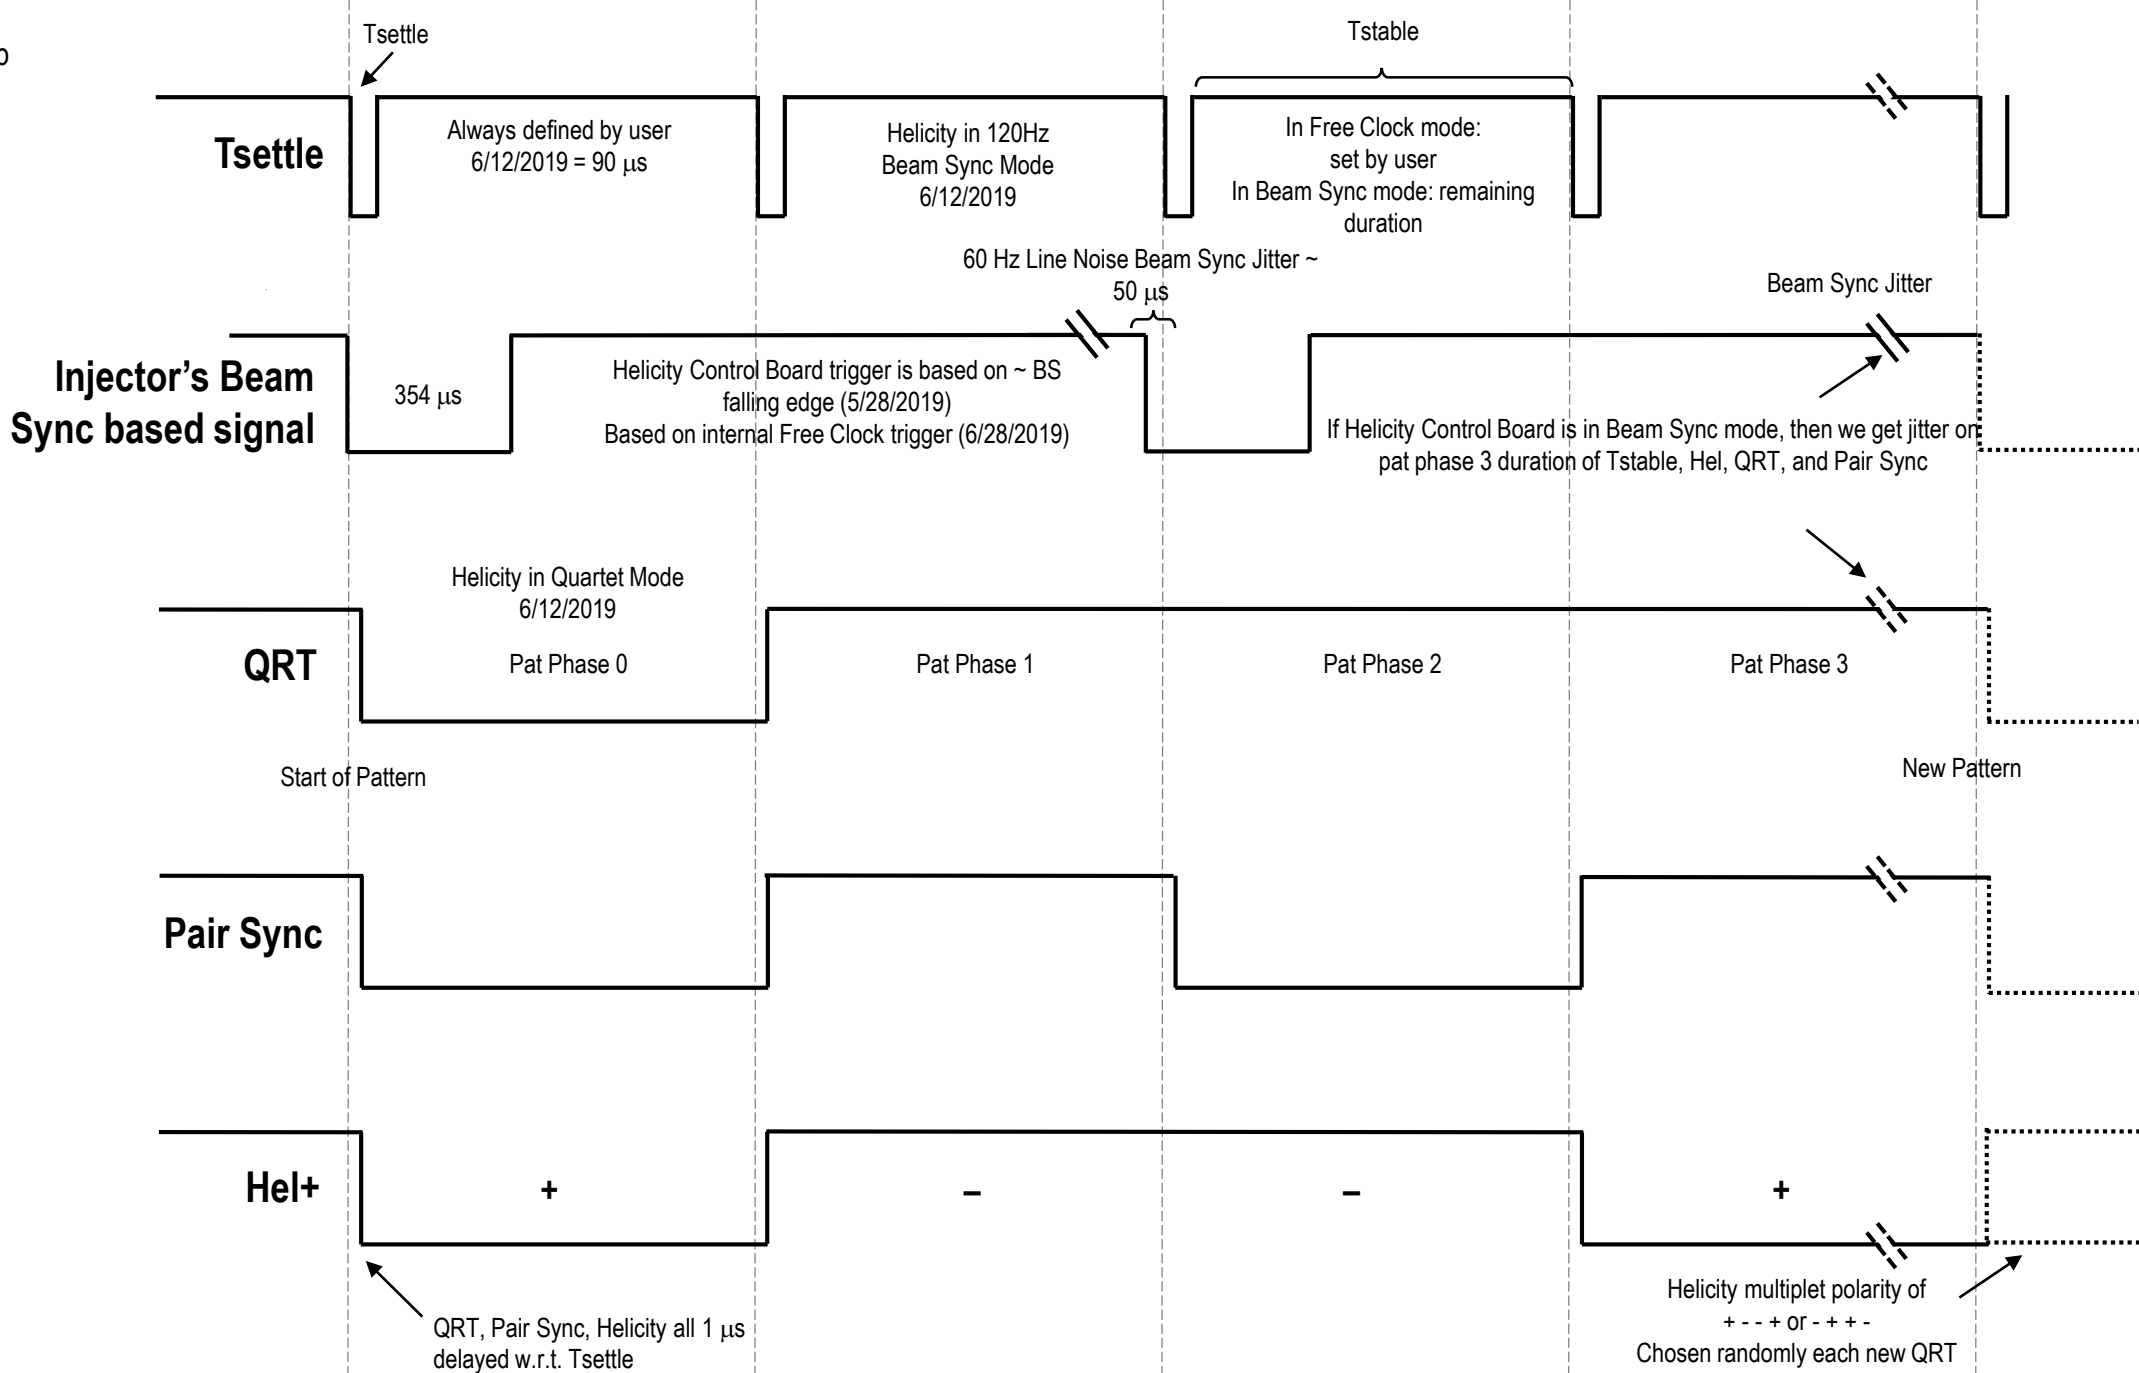 Tsettle
Tstable
Tsettle
Always defined by user
6/12/2019 = 90 μs
Helicity in 120Hz
Beam Sync Mode
6/12/2019
In Free Clock mode:
set by user
In Beam Sync mode: remaining
duration
60 Hz Line Noise Beam Sync Jitter ~
50 μs
Beam Sync Jitter
Injector’s Beam
Sync based signal
354 μs
Helicity Control Board trigger is based on ~ BS
falling edge (5/28/2019)
Based on internal Free Clock trigger (6/28/2019)
If Helicity Control Board is in Beam Sync mode, then we get jitter on
pat phase 3 duration of Tstable, Hel, QRT, and Pair Sync
Helicity in Quartet Mode
6/12/2019
QRT
Pat Phase 0
Pat Phase 1
Pat Phase 2
Pat Phase 3
Start of Pattern
New Pattern
Pair Sync
Hel+
+
–
–
+
QRT, Pair Sync, Helicity all 1 μs
delayed w.r.t. Tsettle
Helicity multiplet polarity of
+ - - + or - + + -
Chosen randomly each new QRT